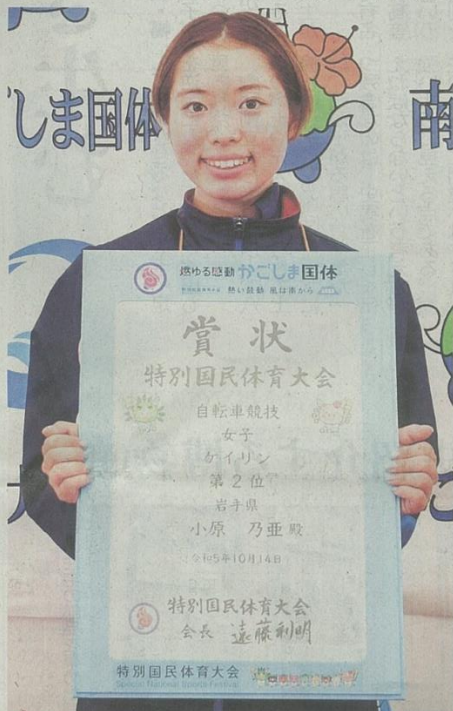 しま国体
南
燃ゆる感動 かごしま国体
熱い鼓動 風は南から
賞状
特別国民体育大会
自転車競技
女子
ケイリン
第2位
岩手県
小原 乃亜 殿
令和5年10月14日
特別国民体育大会
会長 遠藤利明
特別国民体育大会
Special National Sports Festival